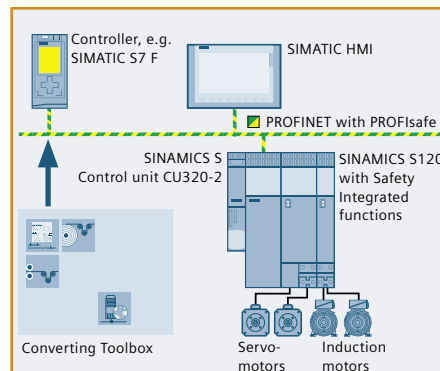 Controller, e.g.
SIMATIC S7 F
SIMATIC HMI
PROFINET with PROFIsafe
SINAMICS S
Control unit CU320-2
SINAMICS S120
with Safety
Integrated
functions
Converting Toolbox
Servo-
motors
Induction
motors